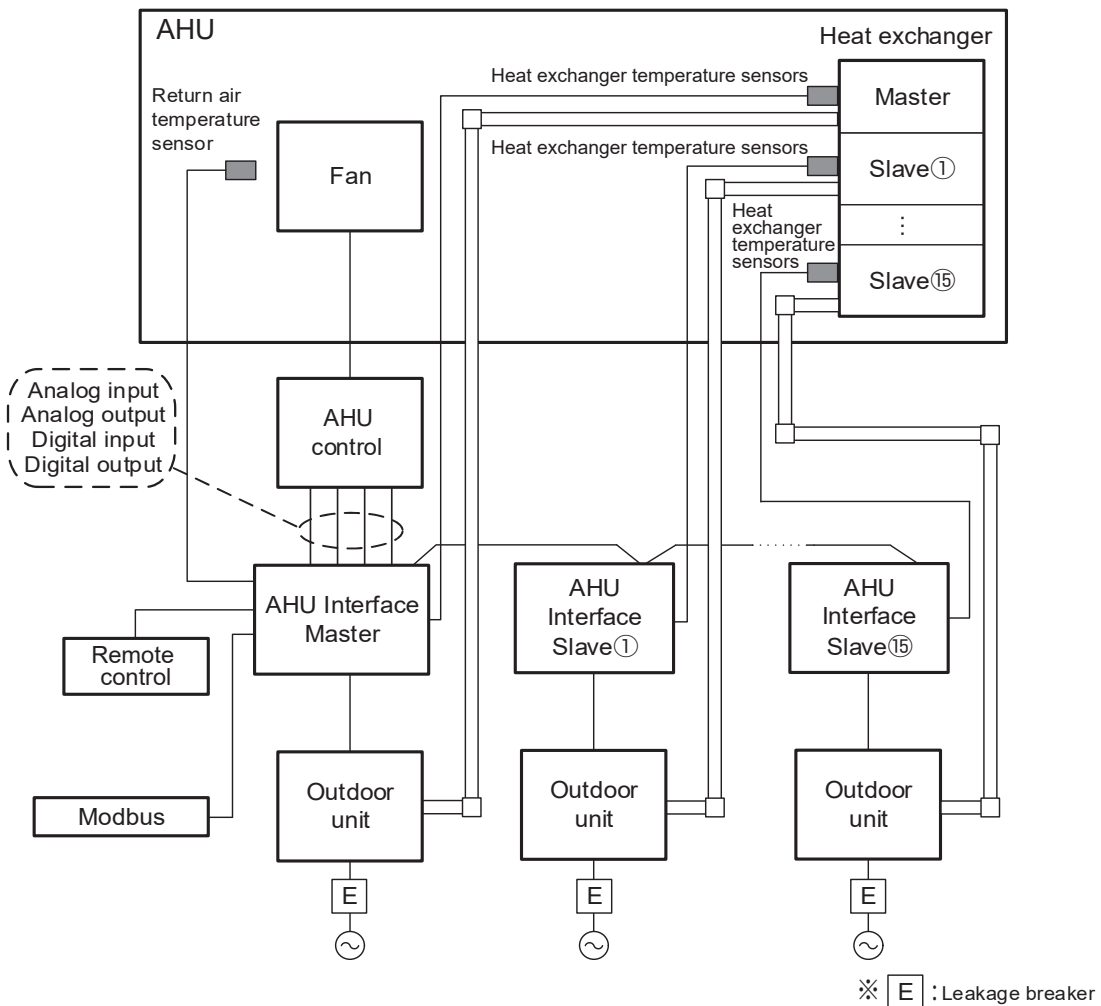 AHU
Heat exchanger
Heat exchanger temperature sensors
Master
Return air
temperature
sensor
Fan
Heat exchanger temperature sensors
Slave①
Heat
exchanger
temperature
sensors
⋮
Slave⑮
Analog input
Analog output
Digital input
Digital output
AHU
control
AHU Interface
Master
AHU
Interface
Slave①
AHU
Interface
Slave⑮
Remote
control
Modbus
Outdoor
unit
Outdoor
unit
Outdoor
unit
E
E
E
※ E : Leakage breaker